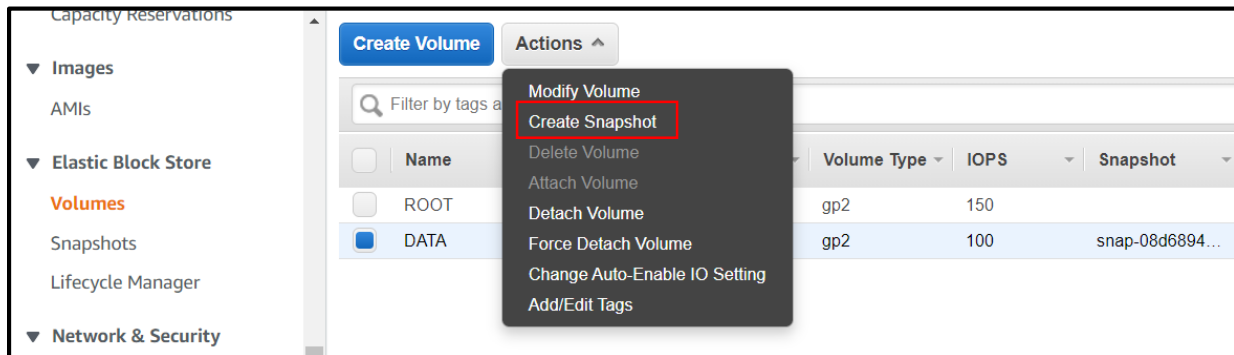 Capacity Reservations
Images
AMIs
Elastic Block Store
Volumes
Snapshots
Lifecycle Manager
Network & Security
Create Volume
Actions
Filter by tags a
Modify Volume
Create Snapshot
Delete Volume
Attach Volume
Detach Volume
Force Detach Volume
Change Auto-Enable IO Setting
Add/Edit Tags
Name Volume Type IOPS Snapshot
ROOT gp2 150
DATA gp2 100 snap-08d6894...